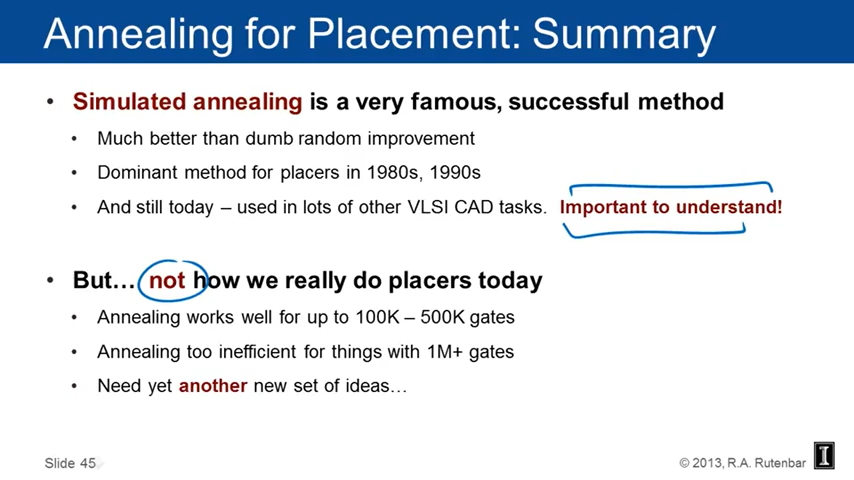 Annealing for Placement: Summary
• Simulated annealing is a very famous, successful method
• Much better than dumb random improvement
• Dominant method for placers in 1980s, 1990s
• And still today – used in lots of other VLSI CAD tasks. Important to understand!
• But… not how we really do placers today
• Annealing works well for up to 100K – 500K gates
• Annealing too inefficient for things with 1M+ gates
• Need yet another new set of ideas…
Slide 45
© 2013, R.A. Rutenbar I